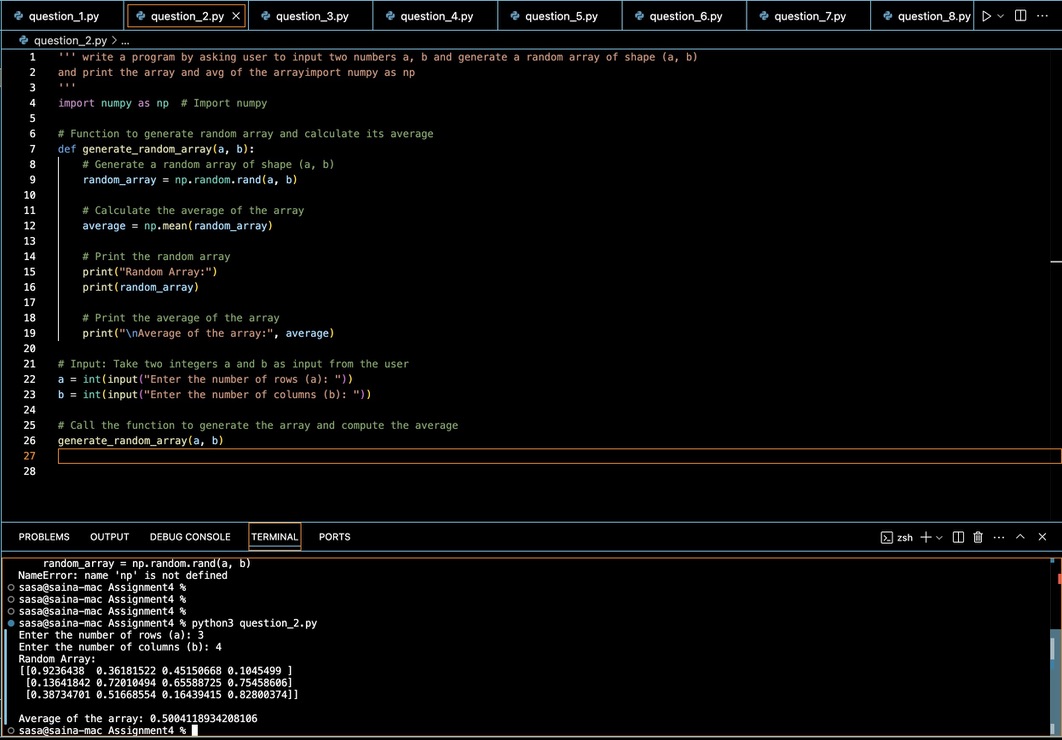 question_1.py question_2.py question_3.py question_4.py question_5.py question_6.py question_7.py question_8.py
question_2.py > ...
1 ''' write a program by asking user to input two numbers a, b and generate a random array of shape (a, b)
2 and print the array and avg of the arrayimport numpy as np
3 '''
4 import numpy as np  # Import numpy
5
6 # Function to generate random array and calculate its average
7 def generate_random_array(a, b):
8     # Generate a random array of shape (a, b)
9     random_array = np.random.rand(a, b)
10
11     # Calculate the average of the array
12     average = np.mean(random_array)
13
14     # Print the random array
15     print("Random Array:")
16     print(random_array)
17
18     # Print the average of the array
19     print("\nAverage of the array:", average)
20
21 # Input: Take two integers a and b as input from the user
22 a = int(input("Enter the number of rows (a): "))
23 b = int(input("Enter the number of columns (b): "))
24
25 # Call the function to generate the array and compute the average
26 generate_random_array(a, b)
27
28
PROBLEMS OUTPUT DEBUG CONSOLE TERMINAL PORTS zsh
    random_array = np.random.rand(a, b)
NameError: name 'np' is not defined
sasa@saina-mac Assignment4 %
sasa@saina-mac Assignment4 %
sasa@saina-mac Assignment4 %
sasa@saina-mac Assignment4 % python3 question_2.py
Enter the number of rows (a): 3
Enter the number of columns (b): 4
Random Array:
[[0.9236438  0.36181522 0.45150668 0.1045499 ]
 [0.13641842 0.72010494 0.65588725 0.75458606]
 [0.38734701 0.51668554 0.16439415 0.82800374]]

Average of the array: 0.5004118934208106
sasa@saina-mac Assignment4 %